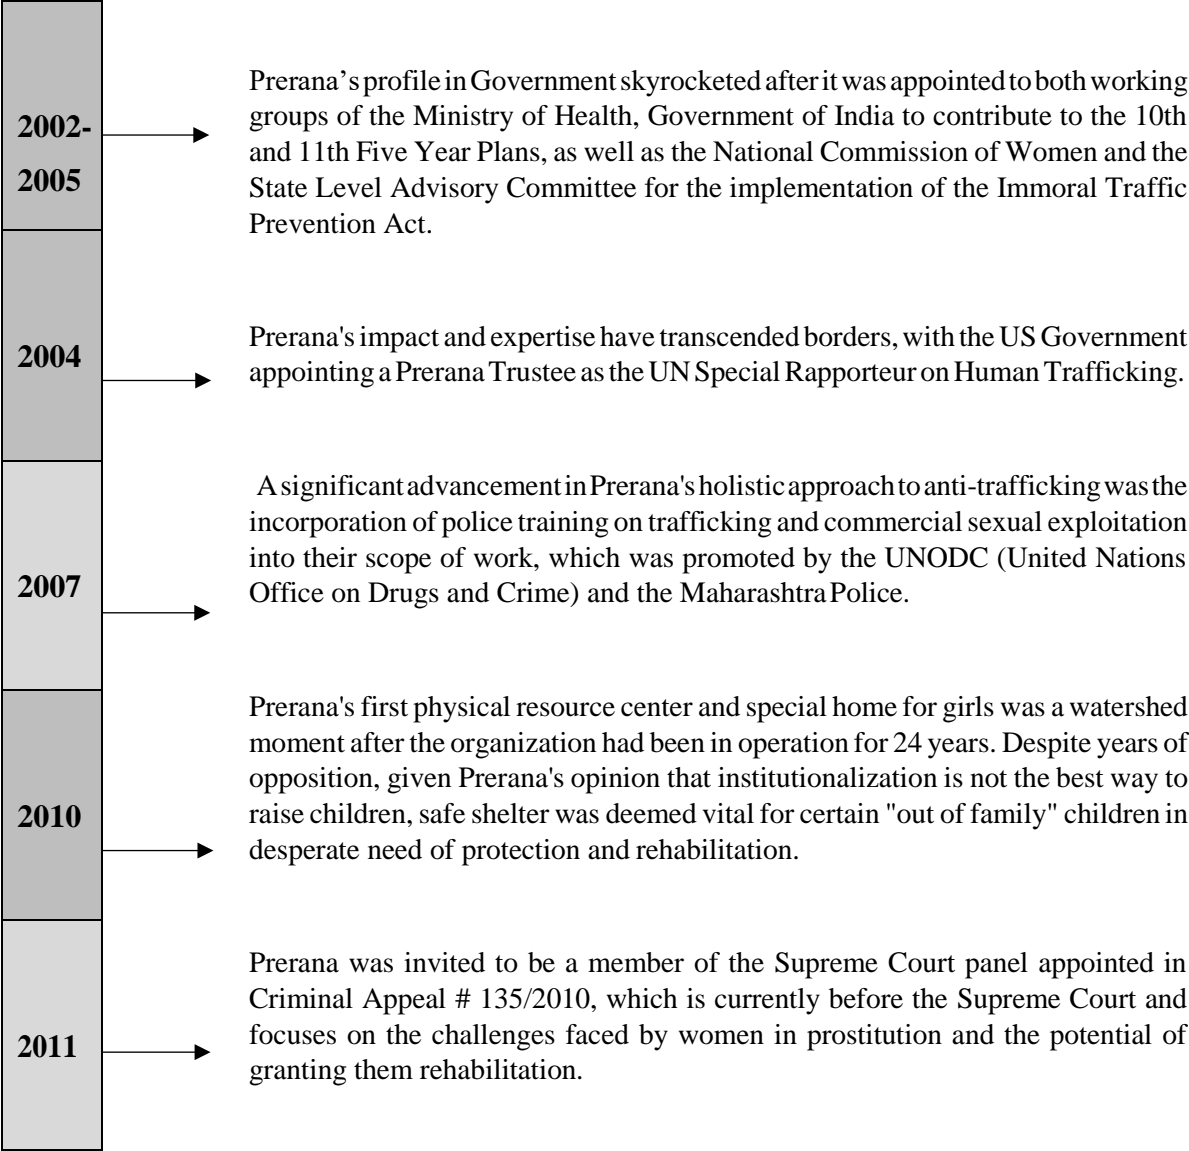 2002-
2005
Prerana’s profile in Government skyrocketed after it was appointed to both working
groups of the Ministry of Health, Government of India to contribute to the 10th
and 11th Five Year Plans, as well as the National Commission of Women and the
State Level Advisory Committee for the implementation of the Immoral Traffic
Prevention Act.
2004
Prerana's impact and expertise have transcended borders, with the US Government
appointing a Prerana Trustee as the UN Special Rapporteur on Human Trafficking.
2007
A significant advancement in Prerana's holistic approach to anti-trafficking was the
incorporation of police training on trafficking and commercial sexual exploitation
into their scope of work, which was promoted by the UNODC (United Nations
Office on Drugs and Crime) and the Maharashtra Police.
2010
Prerana's first physical resource center and special home for girls was a watershed
moment after the organization had been in operation for 24 years. Despite years of
opposition, given Prerana's opinion that institutionalization is not the best way to
raise children, safe shelter was deemed vital for certain "out of family" children in
desperate need of protection and rehabilitation.
2011
Prerana was invited to be a member of the Supreme Court panel appointed in
Criminal Appeal # 135/2010, which is currently before the Supreme Court and
focuses on the challenges faced by women in prostitution and the potential of
granting them rehabilitation.